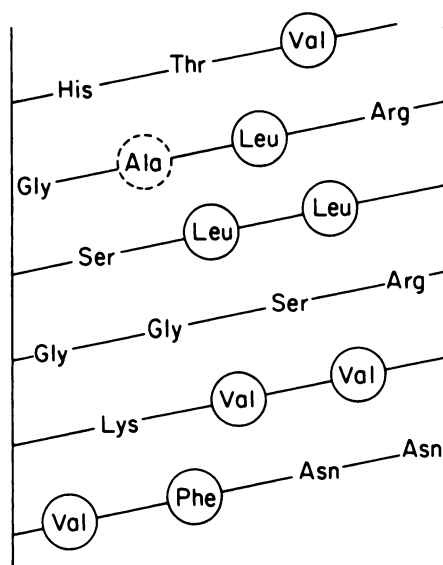 His Thr Val
Gly Ala Leu Arg
Ser Leu Leu
Gly Gly Ser Arg
Lys Val Val
Val Phe Asn Asn